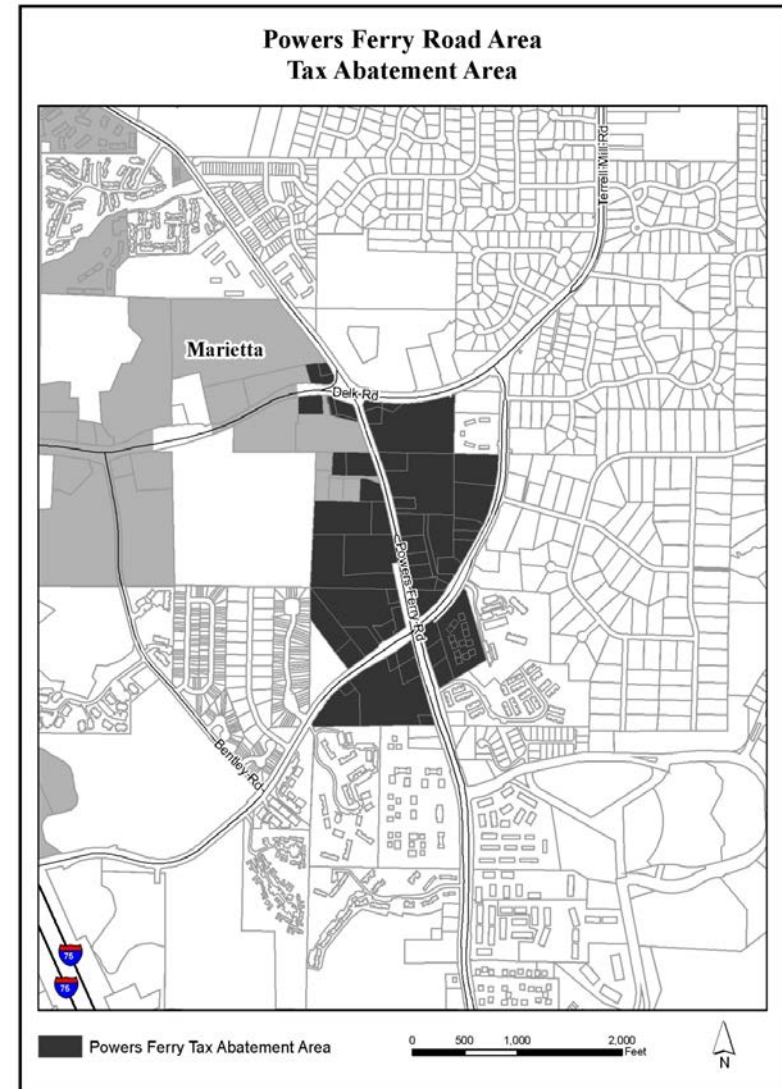 Powers Ferry Road Area
Tax Abatement Area
Terrell Mill Rd
Marietta
Delk Rd
Powers Ferry Rd
Bentley Rd
75
75
Powers Ferry Tax Abatement Area
0 500 1,000 2,000
Feet
N